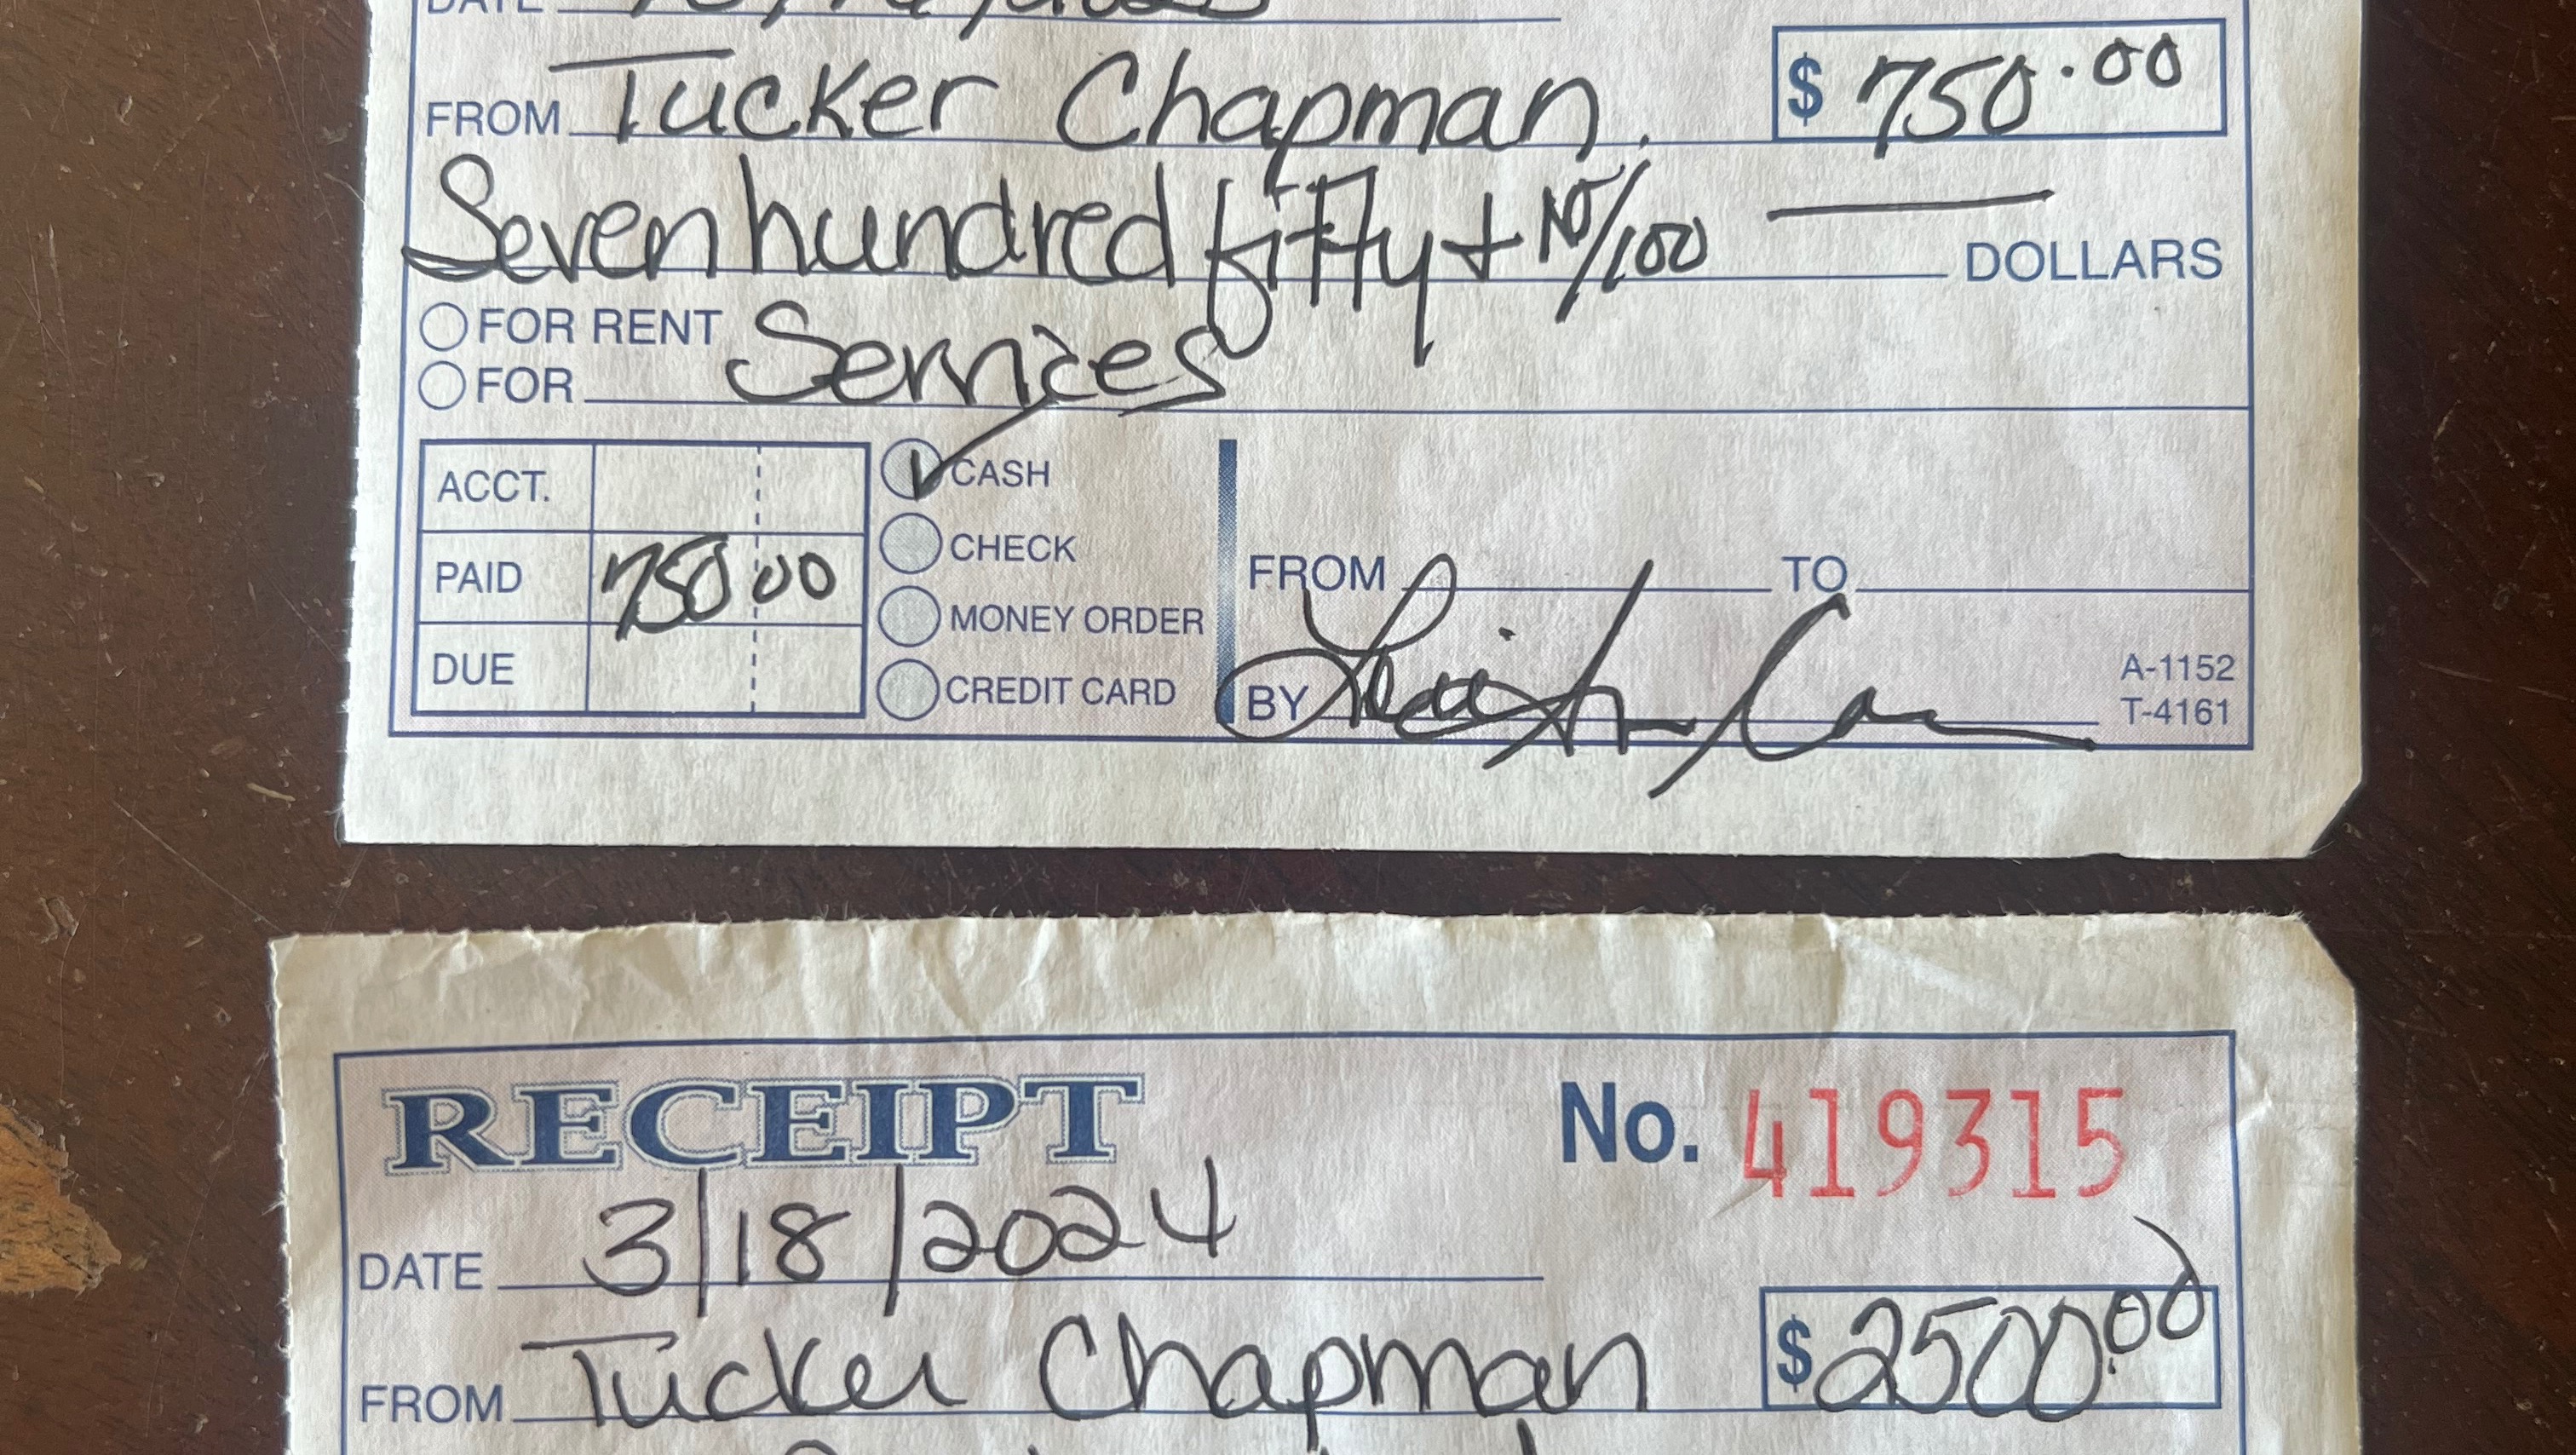 DATE
Tucker Chapman.
FROM
$ 750.00
Seven hundred fifty + No/100
DOLLARS
FOR RENT
Services
FOR
ACCT.
CASH
CHECK
PAID 750 00
FROM TO
MONEY ORDER
DUE
CREDIT CARD
BY
A-1152
T-4161
RECEIPT No. 419315
DATE 3/18/2024
FROM Tucker Chapman $ 2500.00